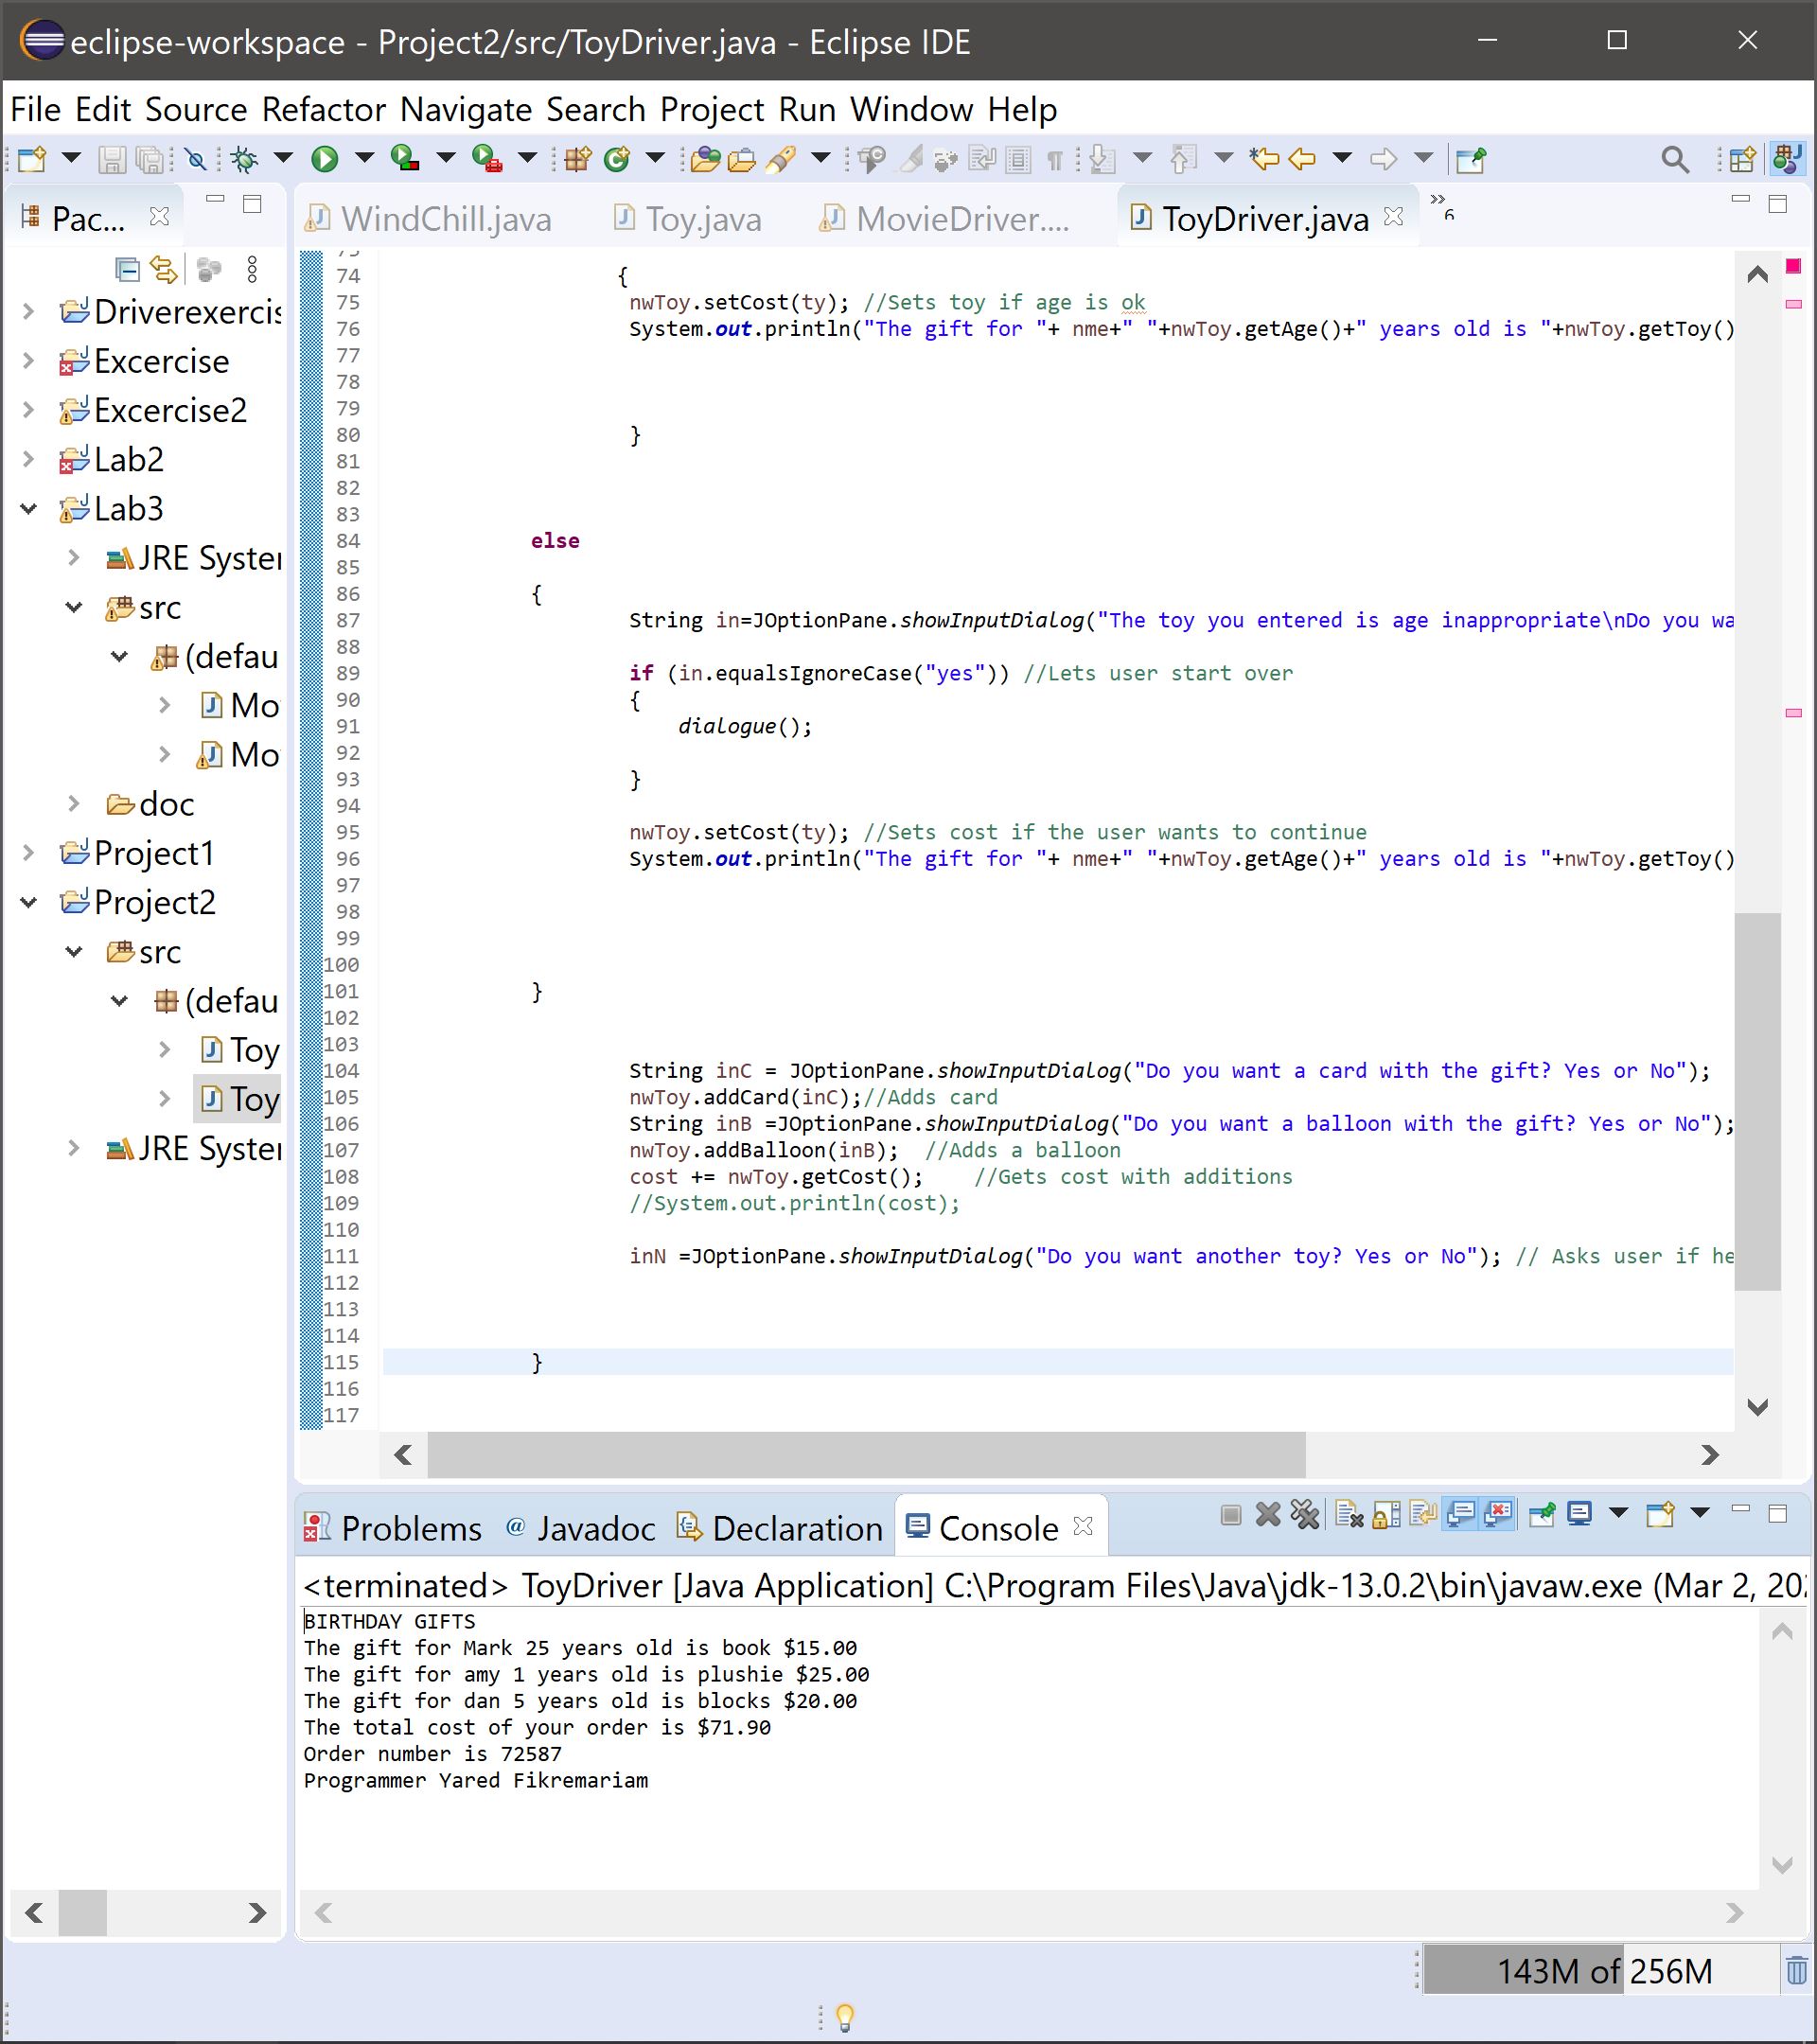 eclipse-workspace - Project2/src/ToyDriver.java - Eclipse IDE
File Edit Source Refactor Navigate Search Project Run Window Help
Pac...
WindChill.java Toy.java MovieDriver.... ToyDriver.java »6
Driverexercis
Excercise
Excercise2
Lab2
Lab3
JRE Syster
src
(defau
Mo
Mo
doc
Project1
Project2
src
(defau
Toy
Toy
JRE Syster
74 {
75 nwToy.setCost(ty); //Sets toy if age is ok
76 System.out.println("The gift for "+ nme+" "+nwToy.getAge()+" years old is "+nwToy.getToy()
77
78
79
80 }
81
82
83
84 else
85
86 {
87 String in=JOptionPane.showInputDialog("The toy you entered is age inappropriate\nDo you wa
88
89 if (in.equalsIgnoreCase("yes")) //Lets user start over
90 {
91 dialogue();
92
93 }
94
95 nwToy.setCost(ty); //Sets cost if the user wants to continue
96 System.out.println("The gift for "+ nme+" "+nwToy.getAge()+" years old is "+nwToy.getToy()
97
98
99
100
101 }
102
103
104 String inC = JOptionPane.showInputDialog("Do you want a card with the gift? Yes or No");
105 nwToy.addCard(inC);//Adds card
106 String inB =JOptionPane.showInputDialog("Do you want a balloon with the gift? Yes or No");
107 nwToy.addBalloon(inB); //Adds a balloon
108 cost += nwToy.getCost(); //Gets cost with additions
109 //System.out.println(cost);
110
111 inN =JOptionPane.showInputDialog("Do you want another toy? Yes or No"); // Asks user if he
112
113
114
115 }
116
117
Problems @ Javadoc Declaration Console
<terminated> ToyDriver [Java Application] C:\Program Files\Java\jdk-13.0.2\bin\javaw.exe (Mar 2, 202
BIRTHDAY GIFTS
The gift for Mark 25 years old is book $15.00
The gift for amy 1 years old is plushie $25.00
The gift for dan 5 years old is blocks $20.00
The total cost of your order is $71.90
Order number is 72587
Programmer Yared Fikremariam
143M of 256M